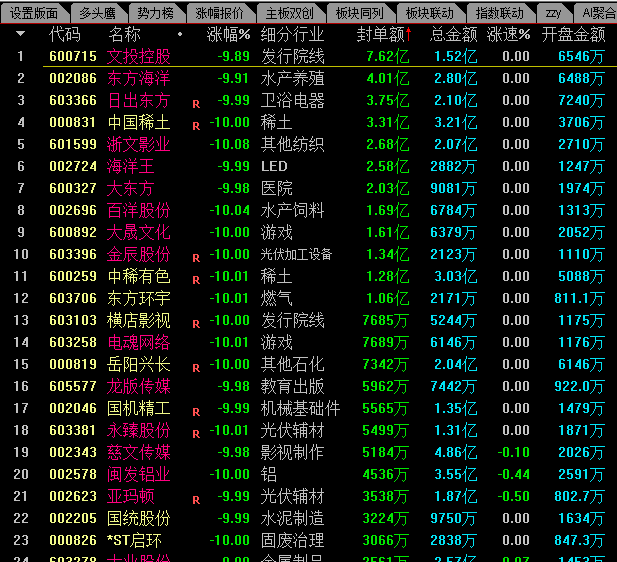 设置版面 多头鹰 势力榜 涨幅报价 主板双创 板块同列 板块联动 指数联动 zzy AI聚合
代码 名称 涨幅% 细分行业 封单额↑ 总金额 涨速% 开盘金额
1 600715 文投控股 -9.89 发行院线 7.62亿 1.52亿 0.00 6546万
2 002086 东方海洋 -9.91 水产养殖 4.01亿 2.80亿 0.00 6488万
3 603366 日出东方 R -9.99 卫浴电器 3.75亿 2.10亿 0.00 7240万
4 000831 中国稀土 R -10.00 稀土 3.31亿 3.21亿 0.00 3706万
5 601599 浙文影业 -10.08 其他纺织 2.68亿 2.07亿 0.00 2710万
6 002724 海洋王 -9.99 LED 2.58亿 2882万 0.00 1247万
7 600327 大东方 -9.98 医院 2.03亿 9081万 0.00 1974万
8 002696 百洋股份 -10.04 水产饲料 1.69亿 6784万 0.00 1313万
9 600892 大晟文化 -10.00 游戏 1.61亿 6379万 0.00 2052万
10 603396 金辰股份 R -10.00 光伏加工设备 1.34亿 2123万 0.00 1110万
11 600259 中稀有色 R -10.01 稀土 1.28亿 3.03亿 0.00 5088万
12 603706 东方环宇 -10.01 燃气 1.06亿 2171万 0.00 811.1万
13 603103 横店影视 R -10.00 发行院线 7685万 5244万 0.00 1175万
14 603258 电魂网络 -10.01 游戏 7689万 6146万 0.00 1176万
15 000819 岳阳兴长 R -10.00 其他石化 7342万 2.04亿 0.00 6146万
16 605577 龙版传媒 -9.98 教育出版 5962万 7442万 0.00 922.0万
17 002046 国机精工 R -9.99 机械基础件 5565万 1.35亿 0.00 1479万
18 603381 永臻股份 R -10.01 光伏辅材 5499万 1.31亿 0.00 1871万
19 002343 慈文传媒 -9.98 影视制作 5184万 4.86亿 -0.10 2026万
20 002578 闽发铝业 -10.00 铝 4536万 3.55亿 -0.44 2591万
21 002623 亚玛顿 R -9.99 光伏辅材 3538万 1.87亿 -0.50 802.7万
22 002205 国统股份 -9.99 水泥制造 3224万 9750万 0.00 1634万
23 000826 *ST启环 -10.00 固废治理 3066万 2838万 0.00 847.3万